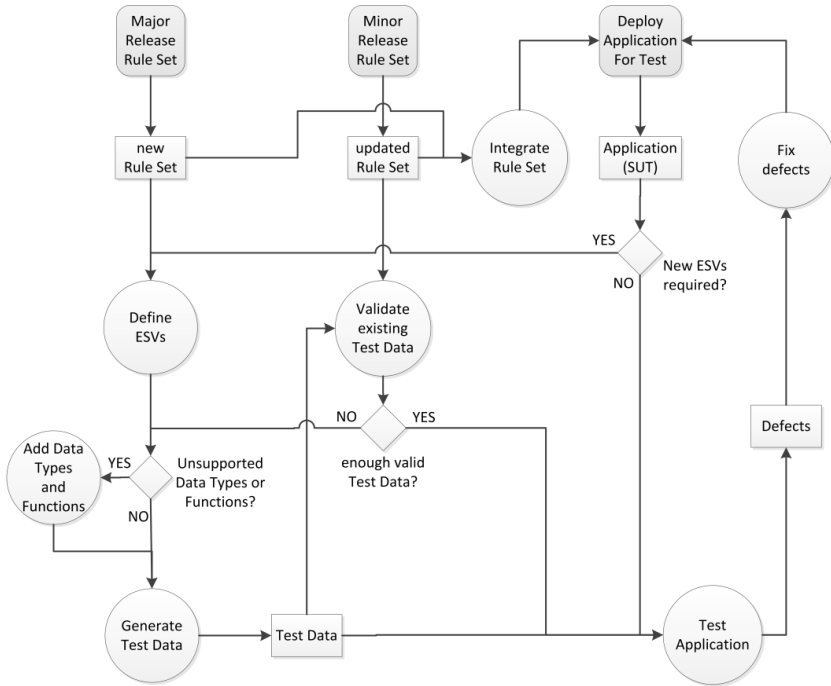 Major
Release
Rule Set
Minor
Release
Rule Set
Deploy
Application
For Test
new
Rule Set
updated
Rule Set
Integrate
Rule Set
Application
(SUT)
Fix
defects
YES
NO
New ESVs
required?
Define
ESVs
Validate
existing
Test Data
NO
YES
Defects
enough valid
Test Data?
Add Data
Types
and
Functions
YES
Unsupported
Data Types or
Functions?
NO
Generate
Test Data
Test Data
Test
Application